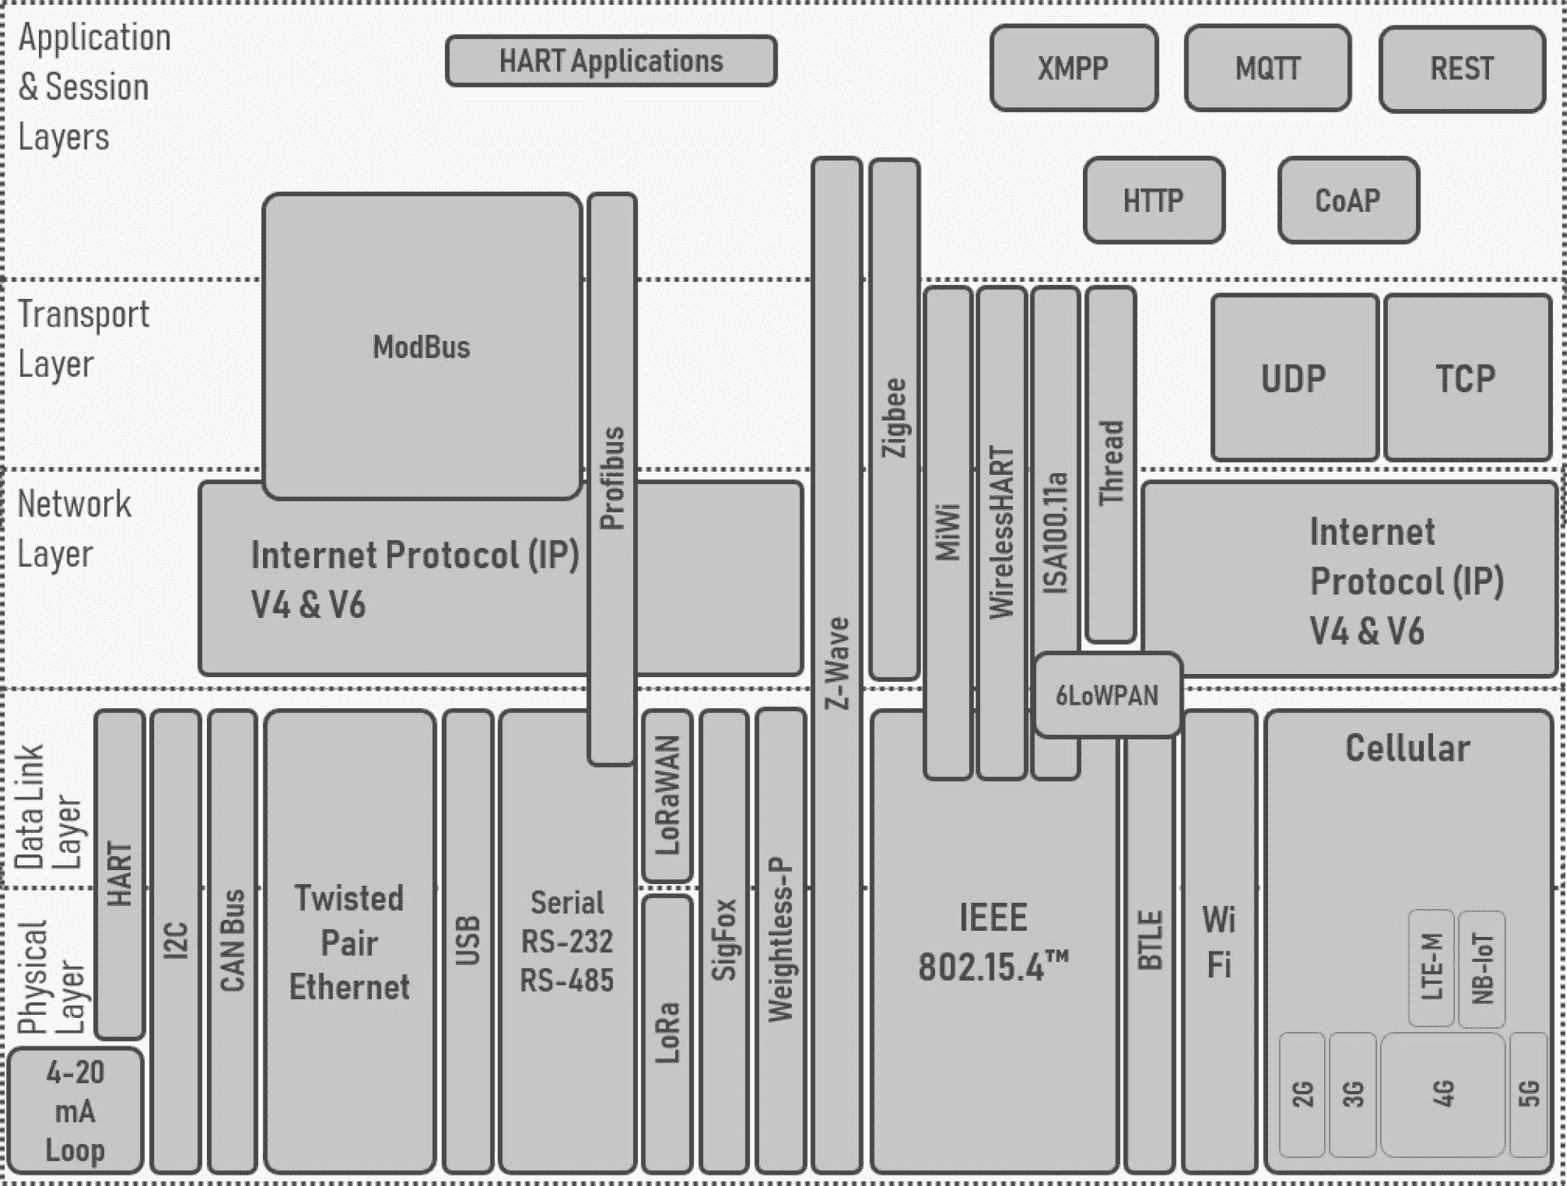 Application
& Session
Layers
HART Applications
XMPP
MQTT
REST
HTTP
CoAP
Transport
Layer
ModBus
Profibus
Z-Wave
Zigbee
MiWi
WirelessHART
ISA100.11a
Thread
UDP
TCP
Network
Layer
Internet Protocol (IP)
V4 & V6
Internet
Protocol (IP)
V4 & V6
6LoWPAN
Data Link
Layer
Physical
Layer
HART
4-20
mA
Loop
I2C
CAN Bus
Twisted
Pair
Ethernet
USB
Serial
RS-232
RS-485
LoRaWAN
LoRa
SigFox
Weightless-P
IEEE
802.15.4™
BTLE
Wi
Fi
Cellular
LTE-M
NB-IoT
2G
3G
4G
5G